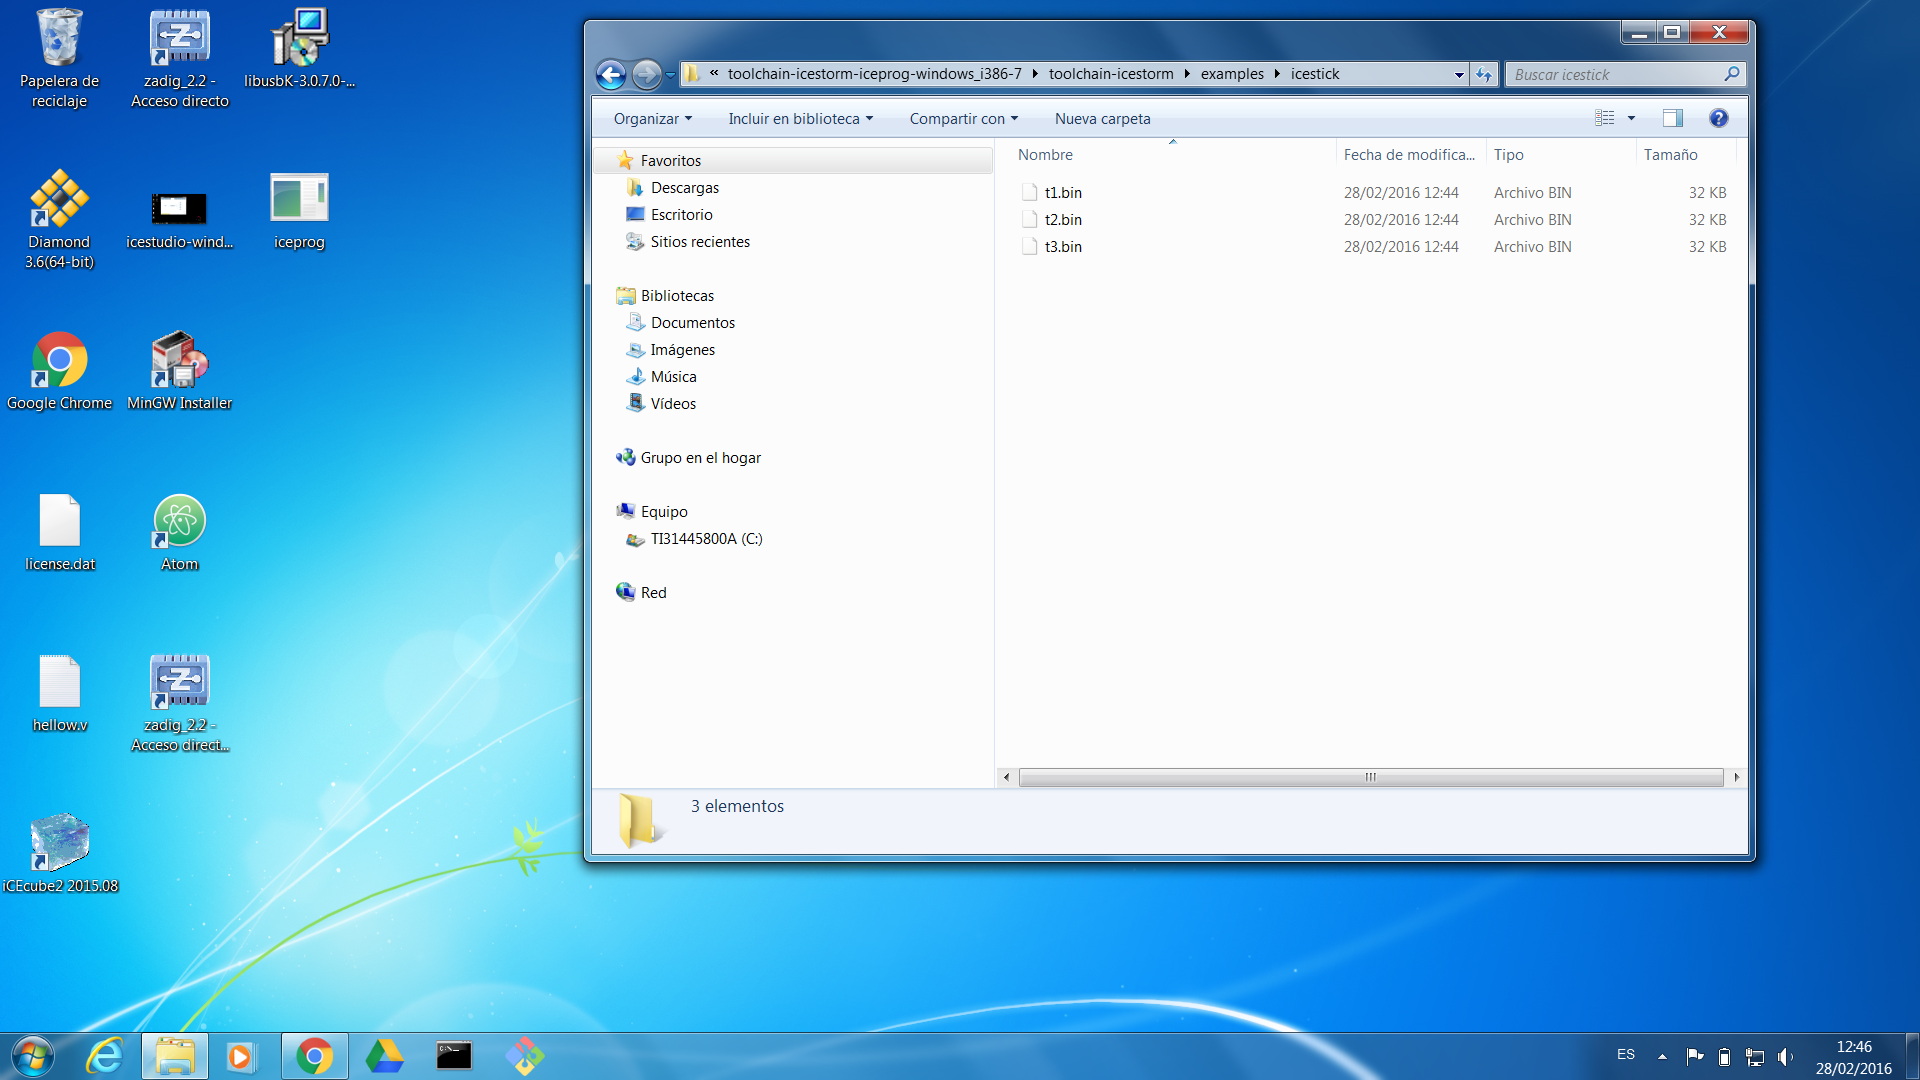 Papelera de
reciclaje
zadig_2.2 -
Acceso directo
libusbK-3.0.7.0-...
Diamond
3.6(64-bit)
icestudio-wind...
iceprog
Google Chrome
MinGW Installer
license.dat
Atom
hellow.v
zadig_2.2 -
Acceso direct...
iCEcube2 2015.08
« toolchain-icestorm-iceprog-windows_i386-7 toolchain-icestorm examples icestick
Buscar icestick
Organizar Incluir en biblioteca Compartir con Nueva carpeta
Favoritos
Descargas
Escritorio
Sitios recientes
Bibliotecas
Documentos
Imágenes
Música
Vídeos
Grupo en el hogar
Equipo
TI31445800A (C:)
Red
Nombre Fecha de modifica... Tipo Tamaño
t1.bin 28/02/2016 12:44 Archivo BIN 32 KB
t2.bin 28/02/2016 12:44 Archivo BIN 32 KB
t3.bin 28/02/2016 12:44 Archivo BIN 32 KB
3 elementos
C:\_
ES
12:46
28/02/2016